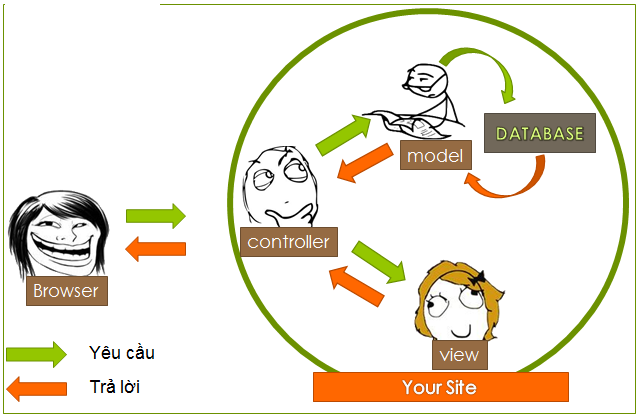 DATABASE
model
controller
Browser
view
Yêu cầu
Trả lời
Your Site